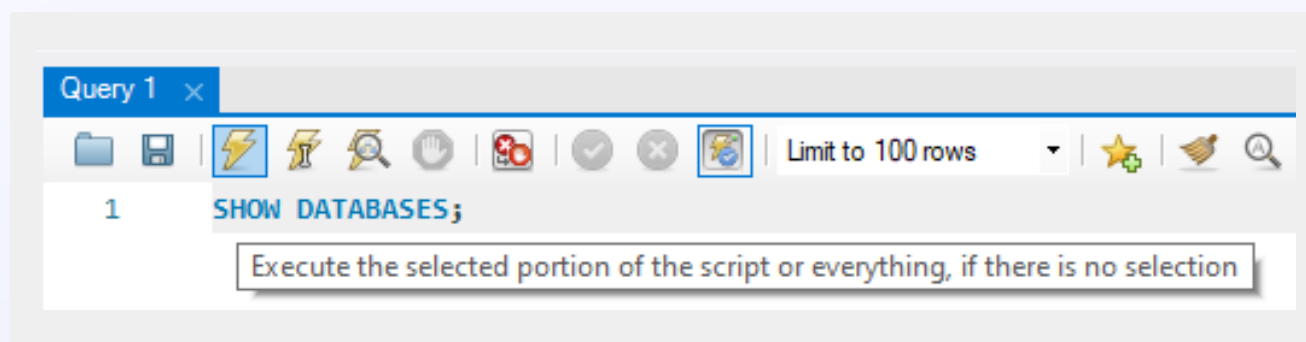 Query 1
Limit to 100 rows
1 SHOW DATABASES;
Execute the selected portion of the script or everything, if there is no selection